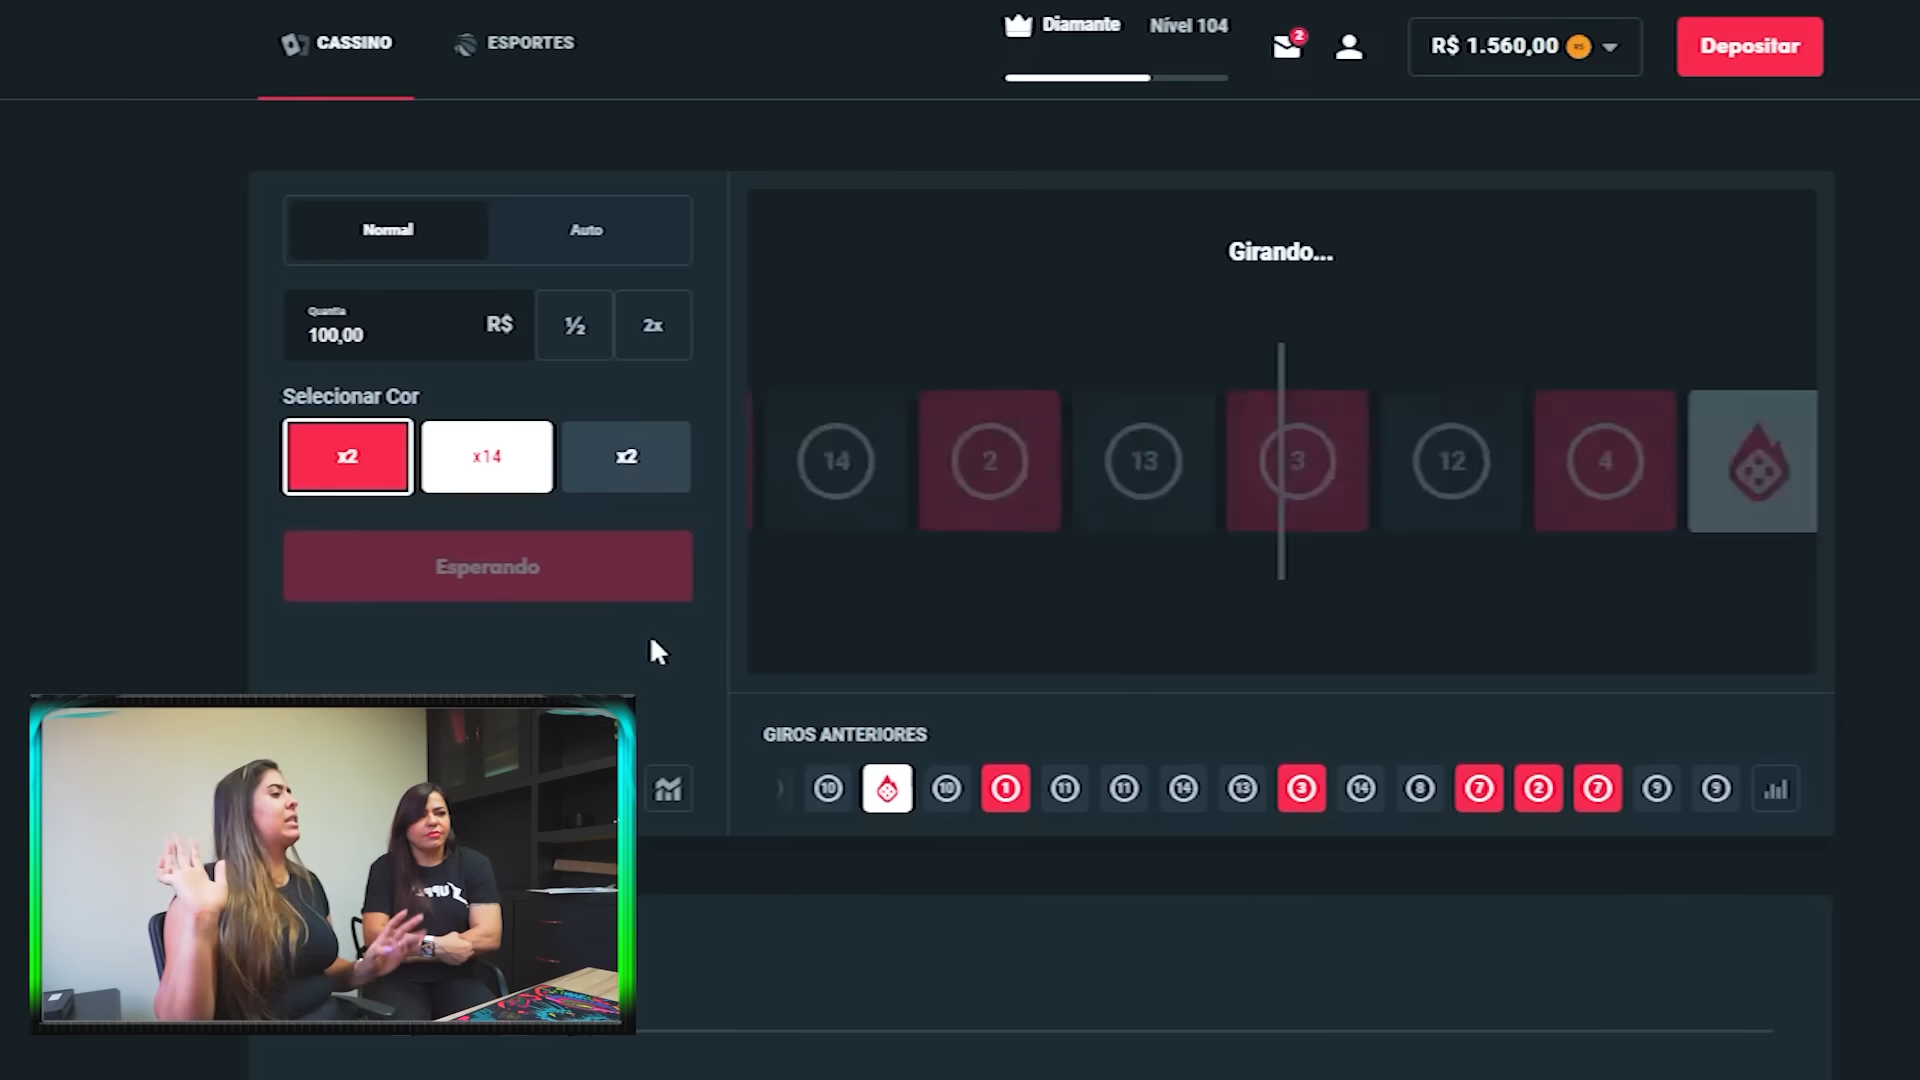 CASSINO
ESPORTES
Diamante Nível 104
2
R$ 1.560,00
Depositar
Normal Auto
Quantia
100,00 R$ ½ 2x
Selecionar Cor
x2 x14 x2
Esperando
Girando...
14 2 13 3 12 4
GIROS ANTERIORES
10 10 1 11 11 14 13 3 14 8 7 2 7 9 9